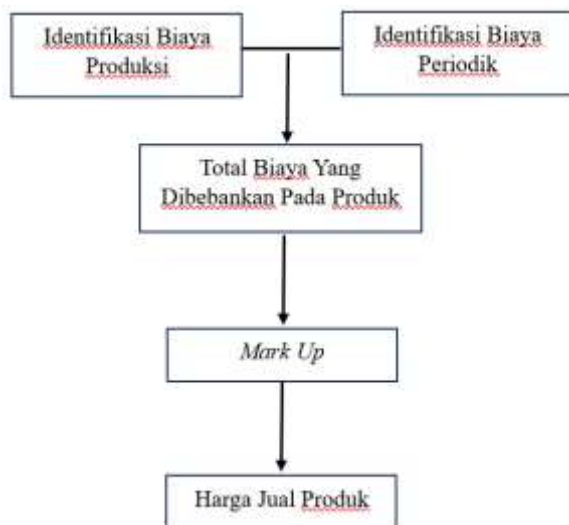 Identifikasi Biaya
Produksi
Identifikasi Biaya
Periodik
Total Biaya Yang
Dibebankan Pada Produk
Mark Up
Harga Jual Produk